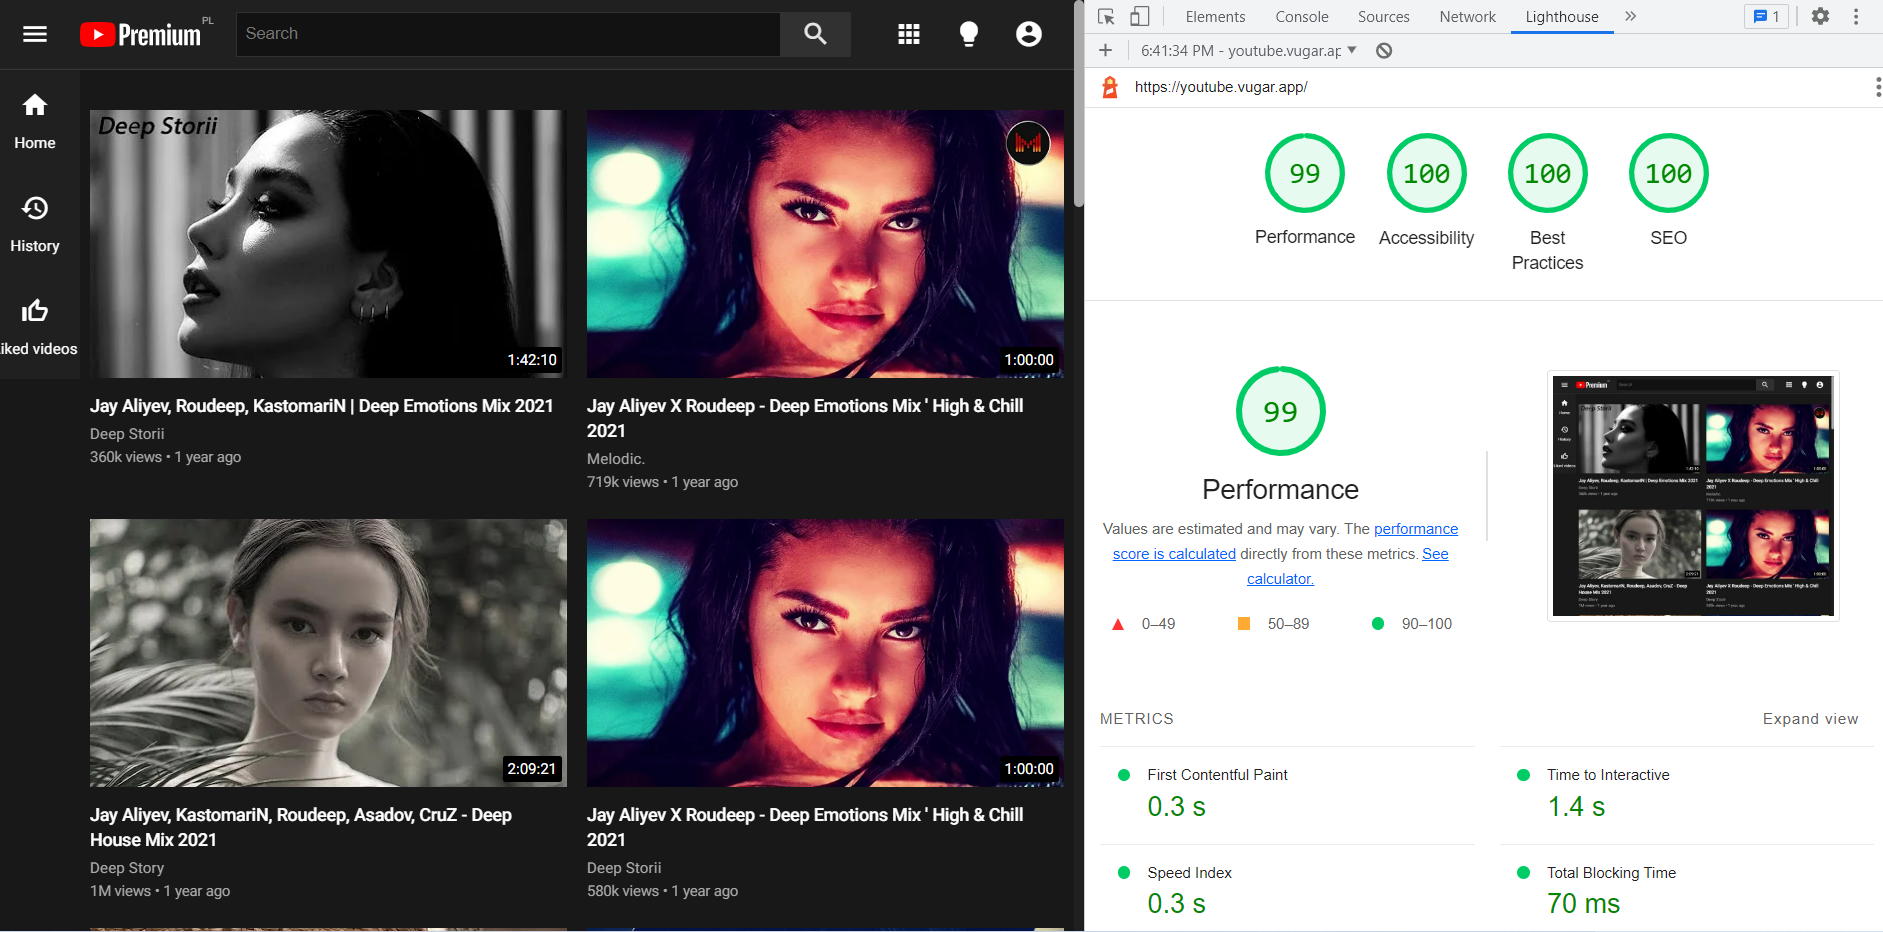 Premium PL
Search
Home
History
iked videos
Deep Storii
1:42:10
Jay Aliyev, Roudeep, KastomariN | Deep Emotions Mix 2021
Deep Storii
360k views • 1 year ago
1:00:00
Jay Aliyev X Roudeep - Deep Emotions Mix ' High & Chill
2021
Melodic.
719k views • 1 year ago
2:09:21
Jay Aliyev, KastomariN, Roudeep, Asadov, CruZ - Deep
House Mix 2021
Deep Story
1M views • 1 year ago
1:00:00
Jay Aliyev X Roudeep - Deep Emotions Mix ' High & Chill
2021
Deep Storii
580k views • 1 year ago
Elements Console Sources Network Lighthouse 1
6:41:34 PM - youtube.vugar.ap
https://youtube.vugar.app/
99 100 100 100
Performance Accessibility Best Practices SEO
99
Performance
Values are estimated and may vary. The performance
score is calculated directly from these metrics. See
calculator.
0–49 50–89 90–100
METRICS Expand view
First Contentful Paint
0.3 s
Time to Interactive
1.4 s
Speed Index
0.3 s
Total Blocking Time
70 ms